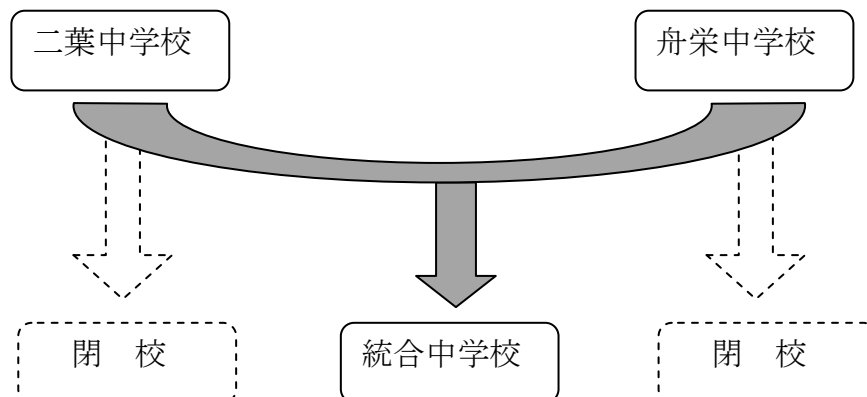 二葉中学校
舟栄中学校
閉　校
統合中学校
閉　校